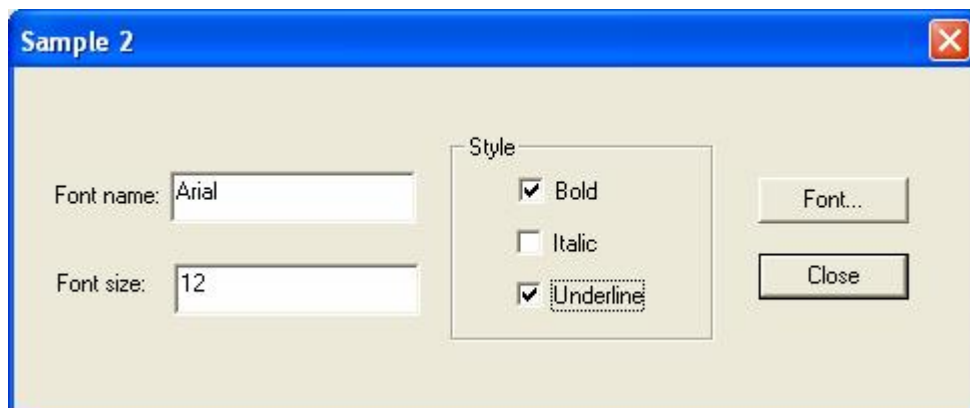 Sample 2
Font name: Arial
Font size: 12
Style
Bold
Italic
Underline
Font...
Close